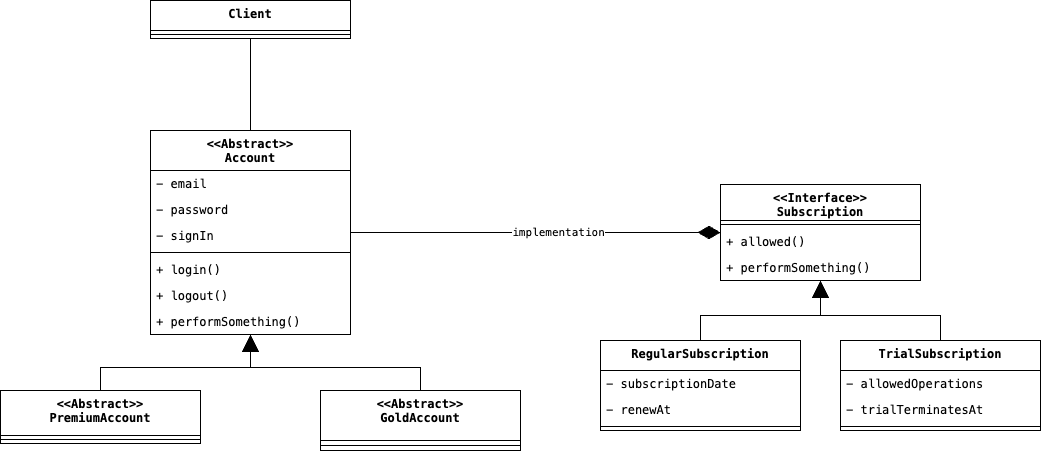 Client
<<Abstract>>
Account
− email
− password
− signIn
+ login()
+ logout()
+ performSomething()
implementation
<<Interface>>
Subscription
+ allowed()
+ performSomething()
<<Abstract>>
PremiumAccount
<<Abstract>>
GoldAccount
RegularSubscription
− subscriptionDate
− renewAt
TrialSubscription
− allowedOperations
− trialTerminatesAt